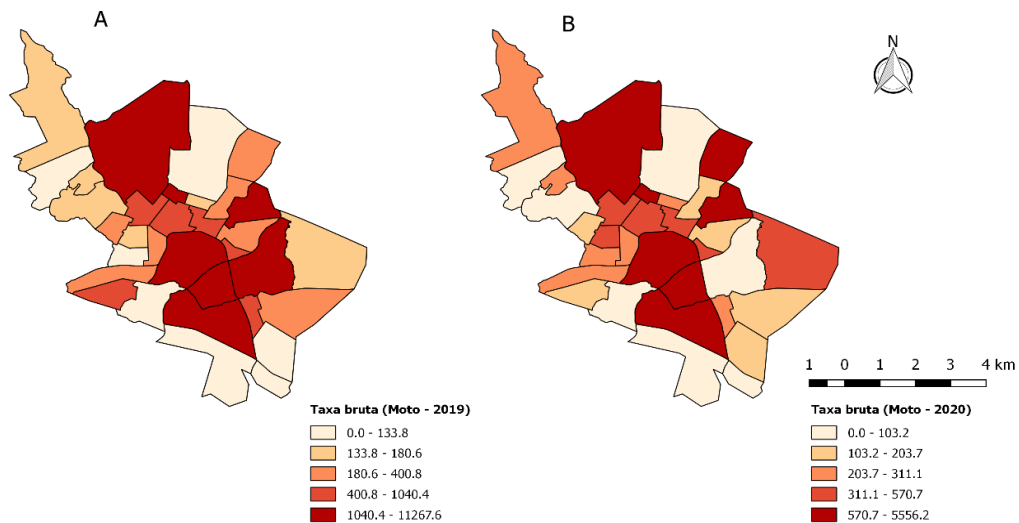 A
B
N
1 0 1 2 3 4 km
Taxa bruta (Moto - 2019)
0.0 - 133.8
133.8 - 180.6
180.6 - 400.8
400.8 - 1040.4
1040.4 - 11267.6
Taxa bruta (Moto - 2020)
0.0 - 103.2
103.2 - 203.7
203.7 - 311.1
311.1 - 570.7
570.7 - 5556.2